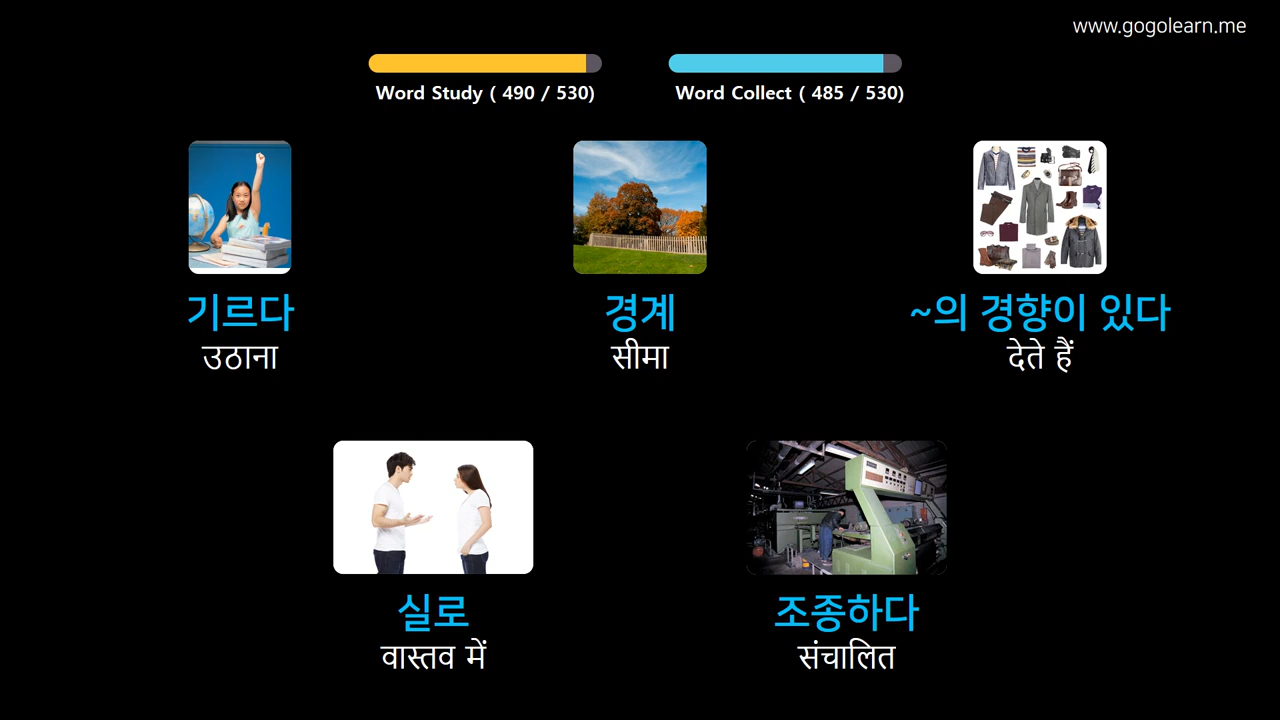 www.gogolearn.me
Word Study ( 490 / 530)
Word Collect ( 485 / 530)
기르다
उठाना
경계
सीमा
~의 경향이 있다
देते हैं
실로
वास्तव में
조종하다
संचालित